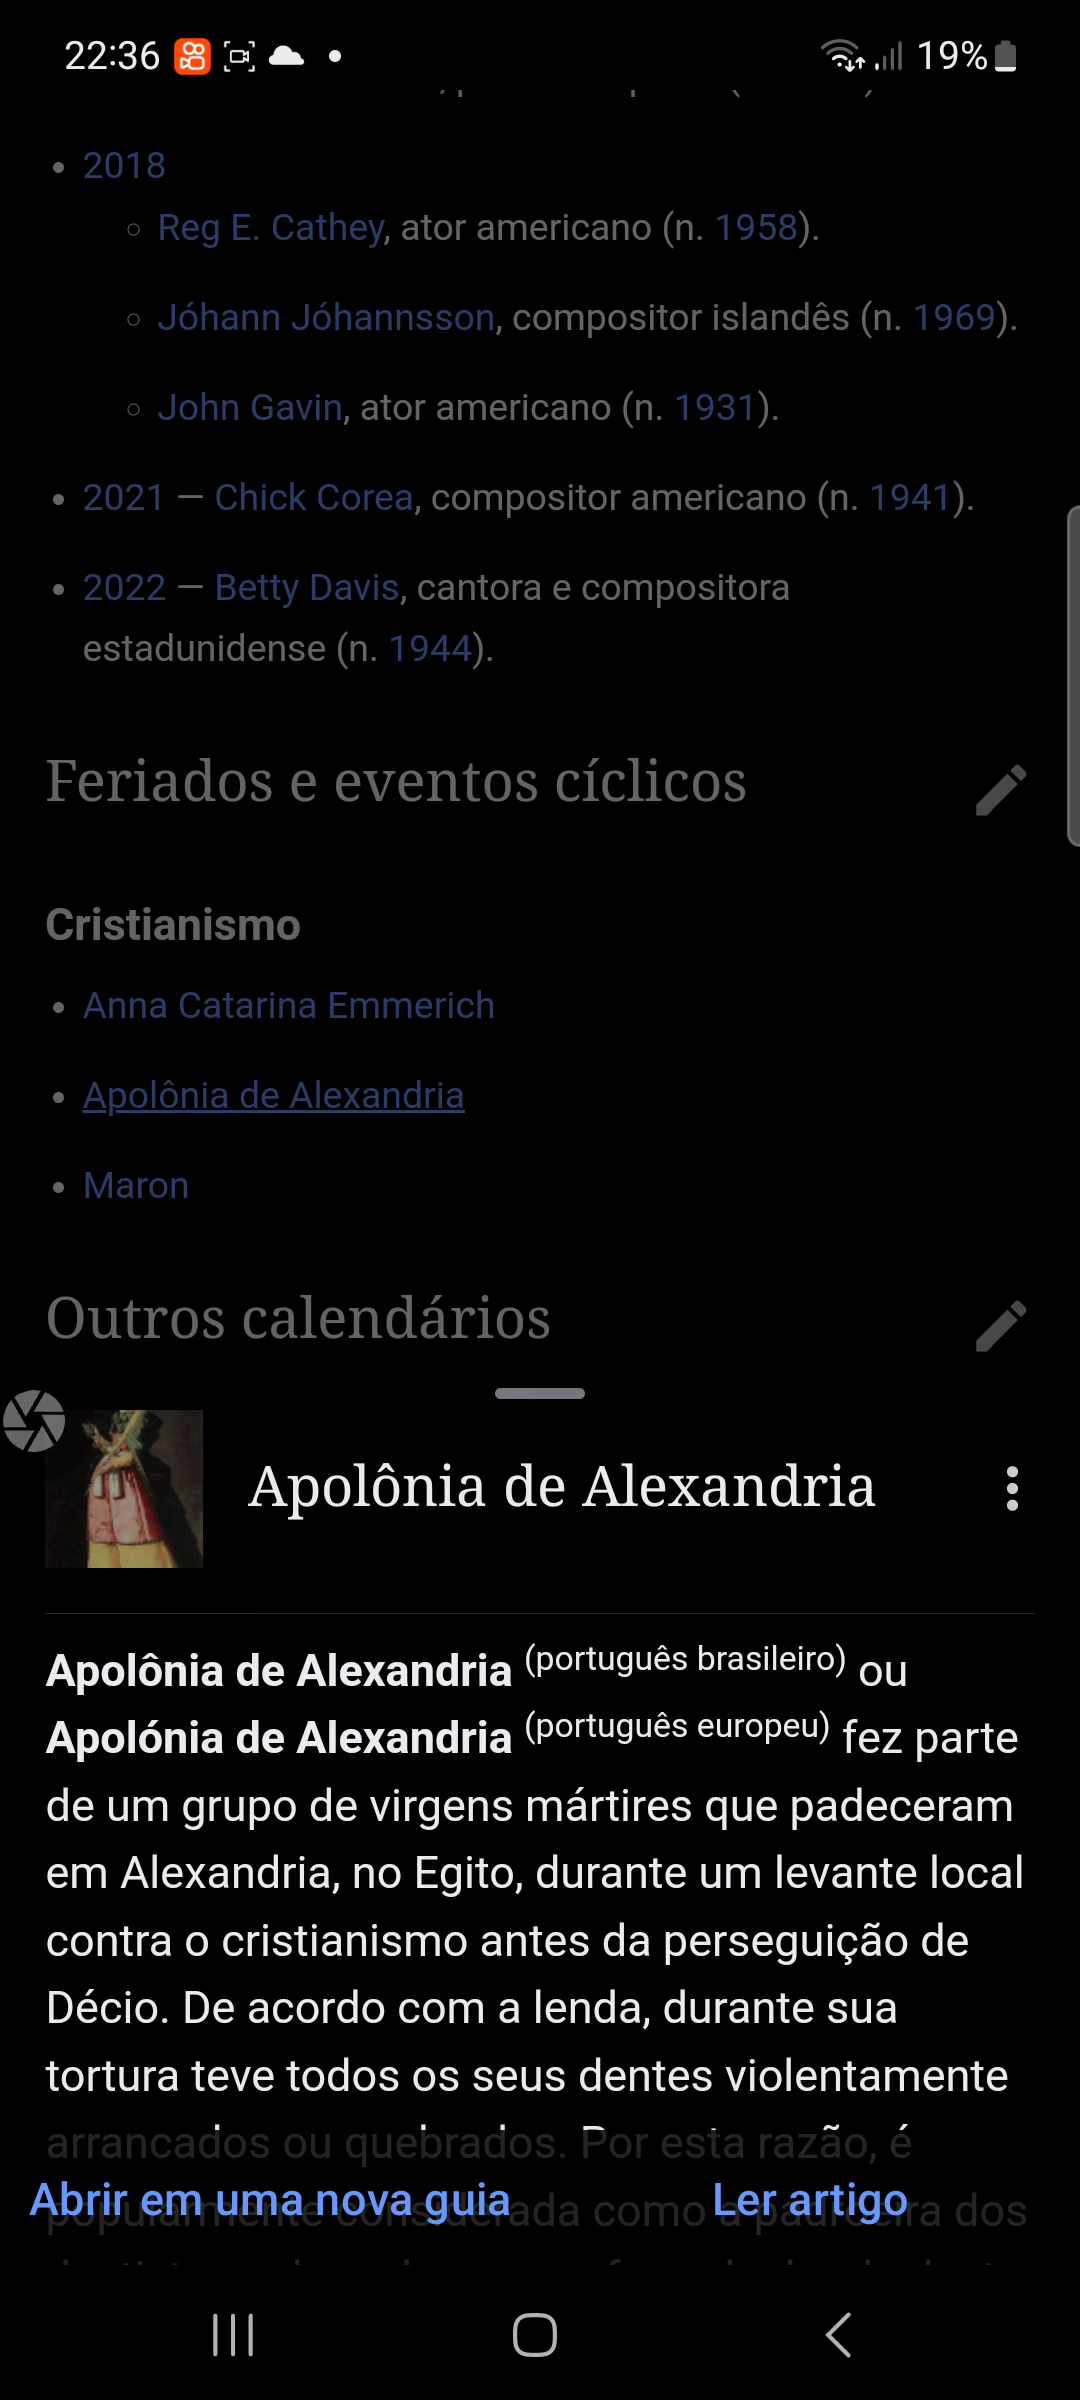 22:36
19%
2018
Reg E. Cathey, ator americano (n. 1958).
Jóhann Jóhannsson, compositor islandês (n. 1969).
John Gavin, ator americano (n. 1931).
2021 — Chick Corea, compositor americano (n. 1941).
2022 — Betty Davis, cantora e compositora
estadunidense (n. 1944).
Feriados e eventos cíclicos
Cristianismo
Anna Catarina Emmerich
Apolônia de Alexandria
Maron
Outros calendários
Apolônia de Alexandria
Apolônia de Alexandria (português brasileiro) ou
Apolónia de Alexandria (português europeu) fez parte
de um grupo de virgens mártires que padeceram
em Alexandria, no Egito, durante um levante local
contra o cristianismo antes da perseguição de
Décio. De acordo com a lenda, durante sua
tortura teve todos os seus dentes violentamente
arrancados ou quebrados. Por esta razão, é
popularmente considerada como a padroeira dos
Abrir em uma nova guia
Ler artigo